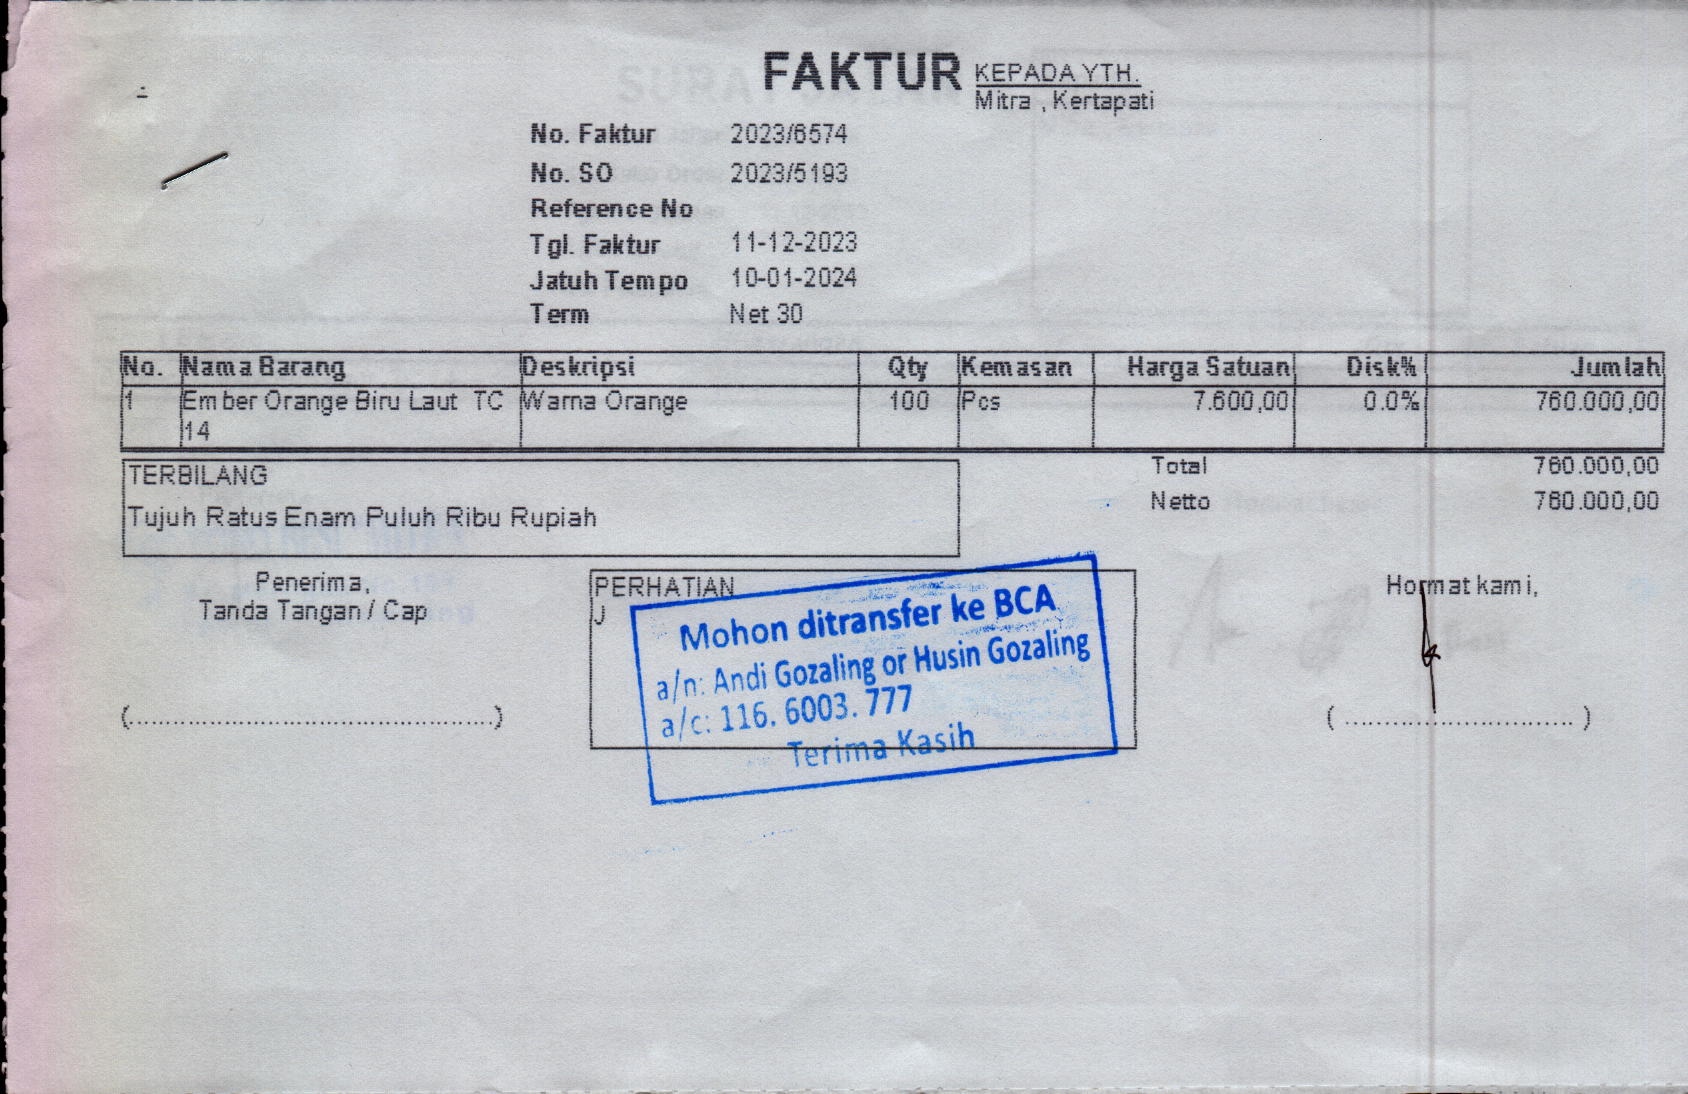 FAKTUR
KEPADA YTH.
Mitra , Kertapati
No. Faktur 2023/6574
No. SO 2023/5193
Reference No
Tgl. Faktur 11-12-2023
Jatuh Tempo 10-01-2024
Term Net 30
No. Nama Barang Deskripsi Qty Kemasan Harga Satuan Disk% Jumlah
1 Ember Orange Biru Laut TC Warna Orange 100 Pcs 7.600,00 0.0% 760.000,00
14
TERBILANG
Tujuh Ratus Enam Puluh Ribu Rupiah
Total 760.000,00
Netto 760.000,00
Penerima,
Tanda Tangan / Cap
(............................................)
PERHATIAN
J
Mohon ditransfer ke BCA
a/n: Andi Gozaling or Husin Gozaling
a/c: 116. 6003. 777
Terima Kasih
Hormat kami,
( ............................ )